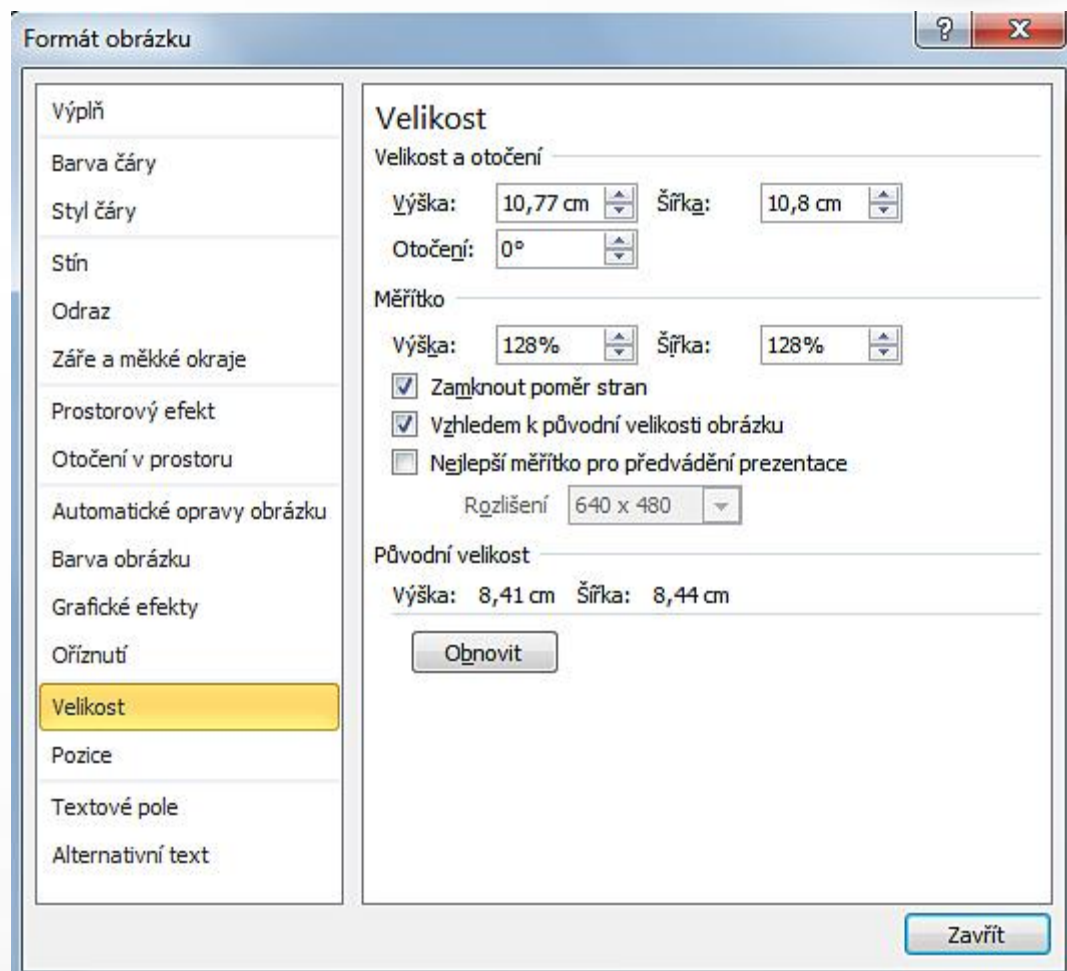 Formát obrázku
Výplň
Barva čáry
Styl čáry
Stín
Odraz
Záře a měkké okraje
Prostorový efekt
Otočení v prostoru
Automatické opravy obrázku
Barva obrázku
Grafické efekty
Oříznutí
Velikost
Pozice
Textové pole
Alternativní text
Velikost
Velikost a otočení
Výška: 10,77 cm Šířka: 10,8 cm
Otočení: 0°
Měřítko
Výška: 128% Šířka: 128%
Zamknout poměr stran
Vzhledem k původní velikosti obrázku
Nejlepší měřítko pro předvádění prezentace
Rozlišení 640 x 480
Původní velikost
Výška: 8,41 cm Šířka: 8,44 cm
Obnovit
Zavřít